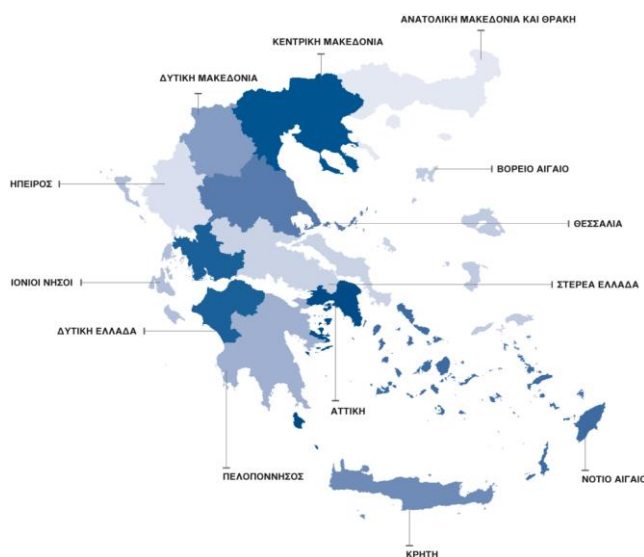 ΑΝΑΤΟΛΙΚΗ ΜΑΚΕΔΟΝΙΑ ΚΑΙ ΘΡΑΚΗ
ΚΕΝΤΡΙΚΗ ΜΑΚΕΔΟΝΙΑ
ΔΥΤΙΚΗ ΜΑΚΕΔΟΝΙΑ
ΒΟΡΕΙΟ ΑΙΓΑΙΟ
ΗΠΕΙΡΟΣ
ΘΕΣΣΑΛΙΑ
ΙΟΝΙΟΙ ΝΗΣΟΙ
ΣΤΕΡΕΑ ΕΛΛΑΔΑ
ΔΥΤΙΚΗ ΕΛΛΑΔΑ
ΑΤΤΙΚΗ
ΠΕΛΟΠΟΝΝΗΣΟΣ
ΝΟΤΙΟ ΑΙΓΑΙΟ
ΚΡΗΤΗ